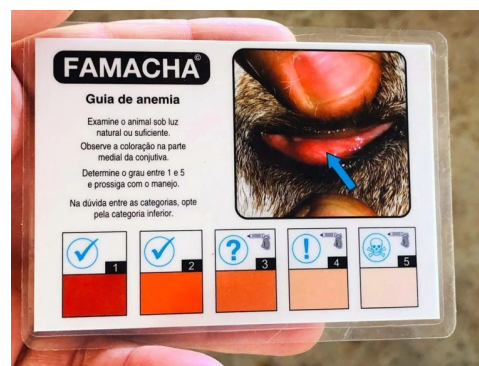 FAMACHA©
Guia de anemia
Examine o animal sob luz
natural ou suficiente.
Observe a coloração na parte
medial da conjutiva.
Determine o grau entre 1 e 5
e prossiga com o manejo.
Na dúvida entre as categorias, opte
pela categoria inferior.
1
2
? 3
! 4
5